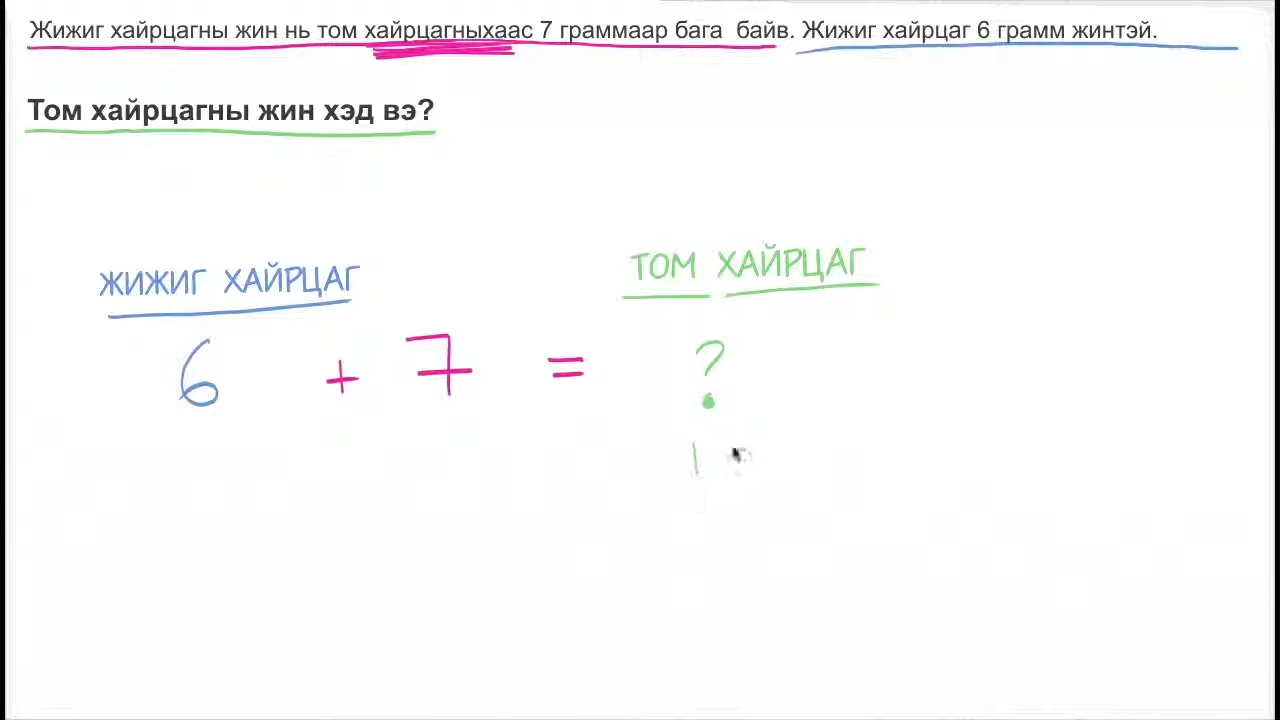 Жижиг хайрцагны жин нь том хайрцагныхаас 7 граммаар бага байв. Жижиг хайрцаг 6 грамм жинтэй.
Том хайрцагны жин хэд вэ?
ЖИЖИГ ХАЙРЦАГ ТОМ ХАЙРЦАГ
6 + 7 = ?
1